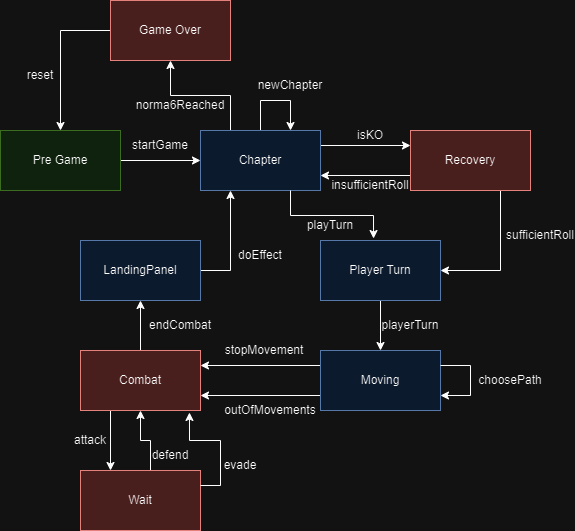 Game Over
reset
norma6Reached
newChapter
startGame
isKO
Pre Game
Chapter
Recovery
insufficientRoll
playTurn
sufficientRoll
doEffect
LandingPanel
Player Turn
endCombat
playerTurn
stopMovement
Combat
Moving
choosePath
outOfMovements
attack
defend
evade
Wait